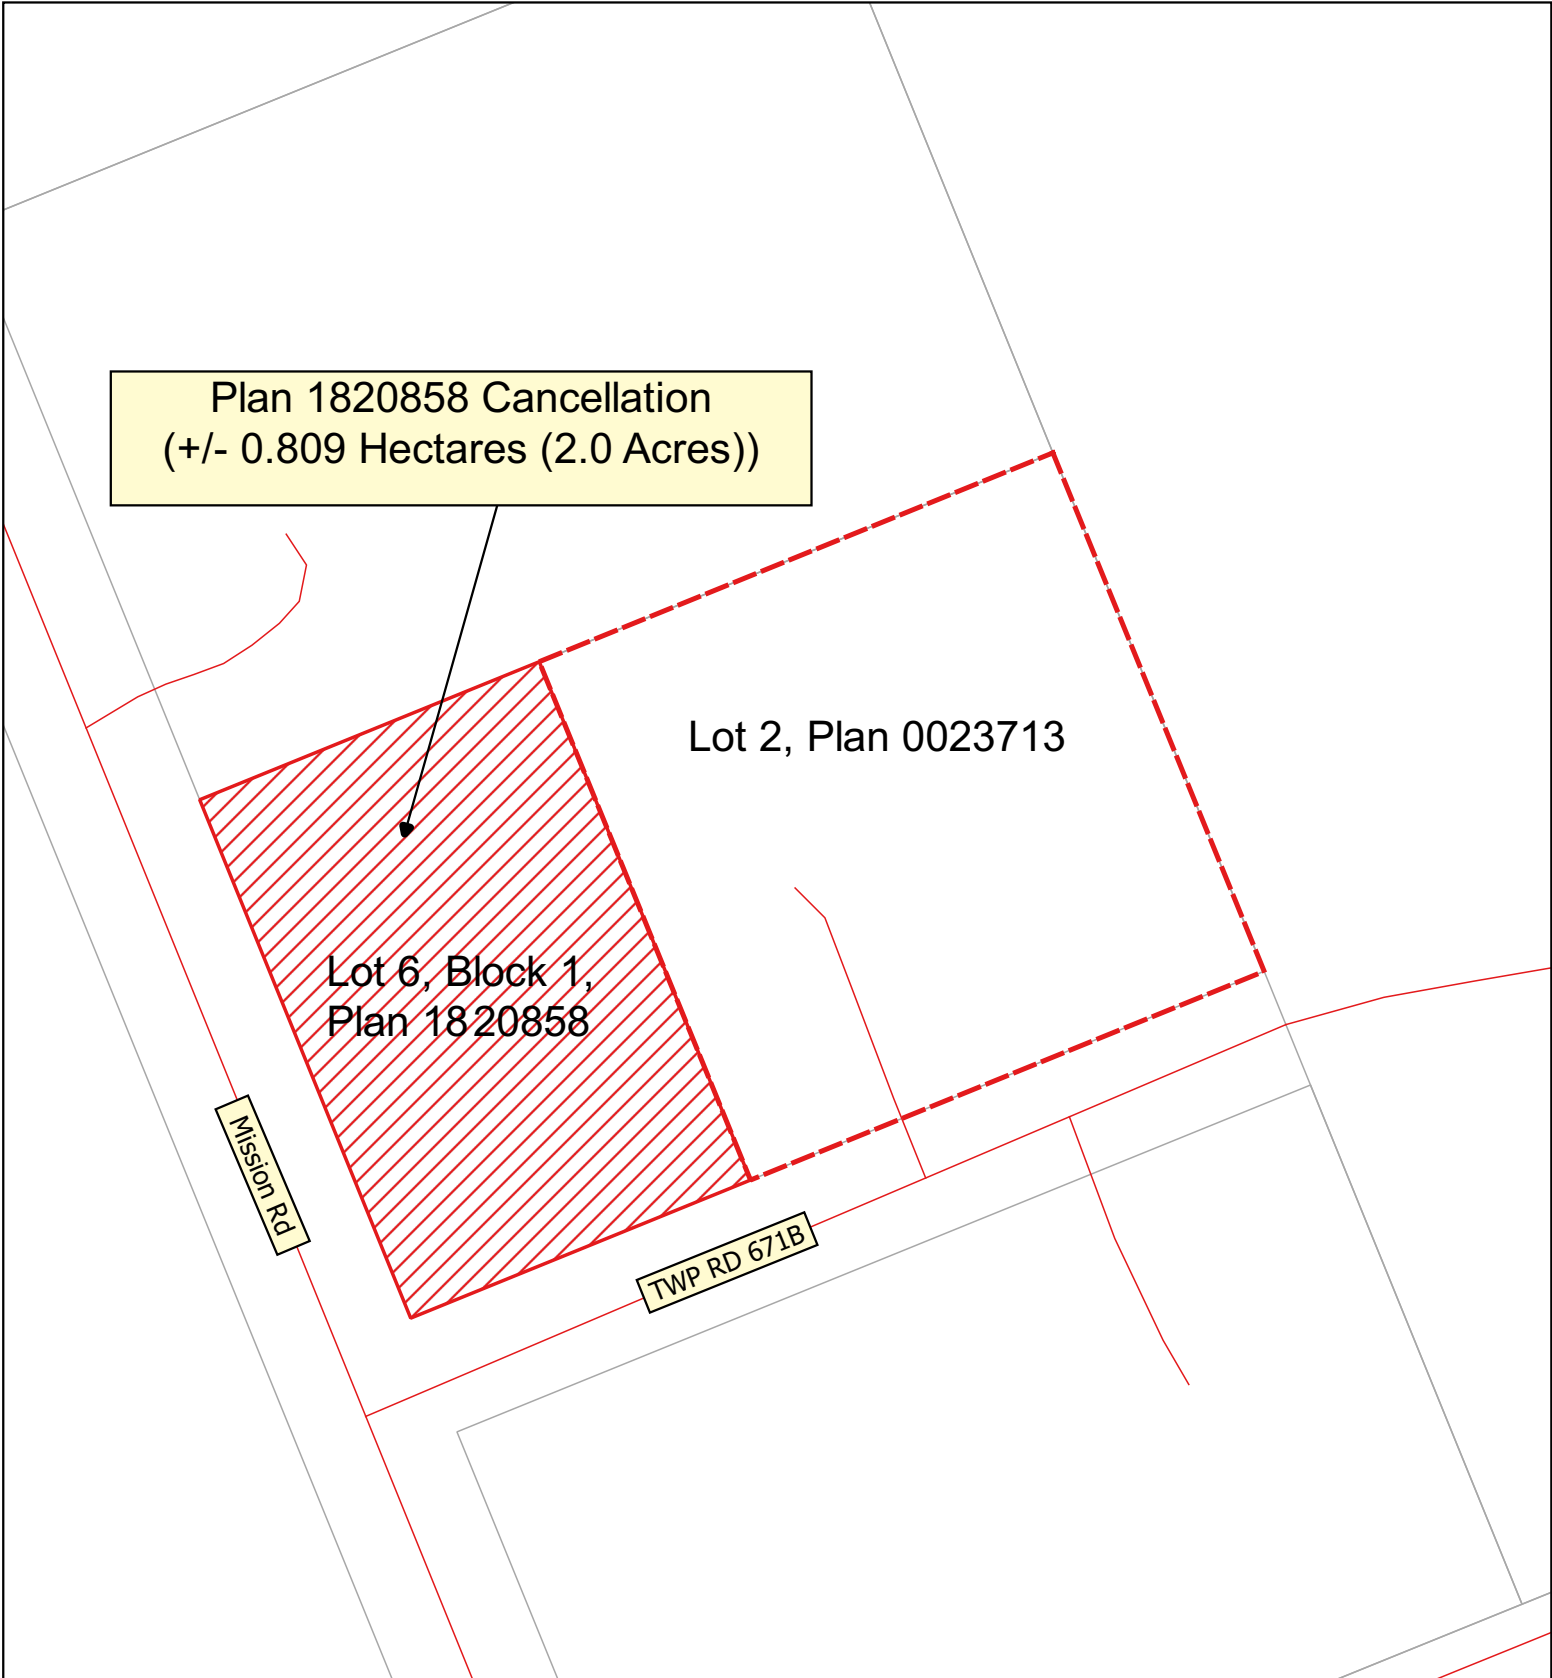 Plan 1820858 Cancellation
(+/- 0.809 Hectares (2.0 Acres))
Lot 2, Plan 0023713
Lot 6, Block 1,
Plan 1820858
Mission Rd
TWP RD 671B